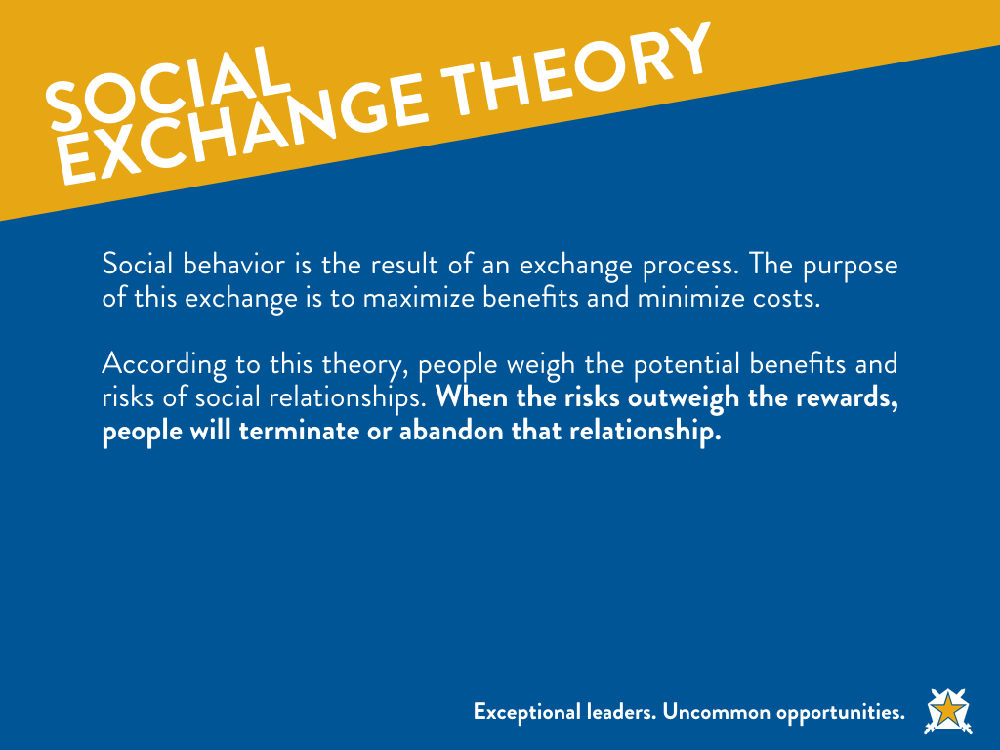 SOCIAL
EXCHANGE THEORY
Social behavior is the result of an exchange process. The purpose
of this exchange is to maximize benefits and minimize costs.
According to this theory, people weigh the potential benefits and
risks of social relationships. When the risks outweigh the rewards,
people will terminate or abandon that relationship.
Exceptional leaders. Uncommon opportunities.